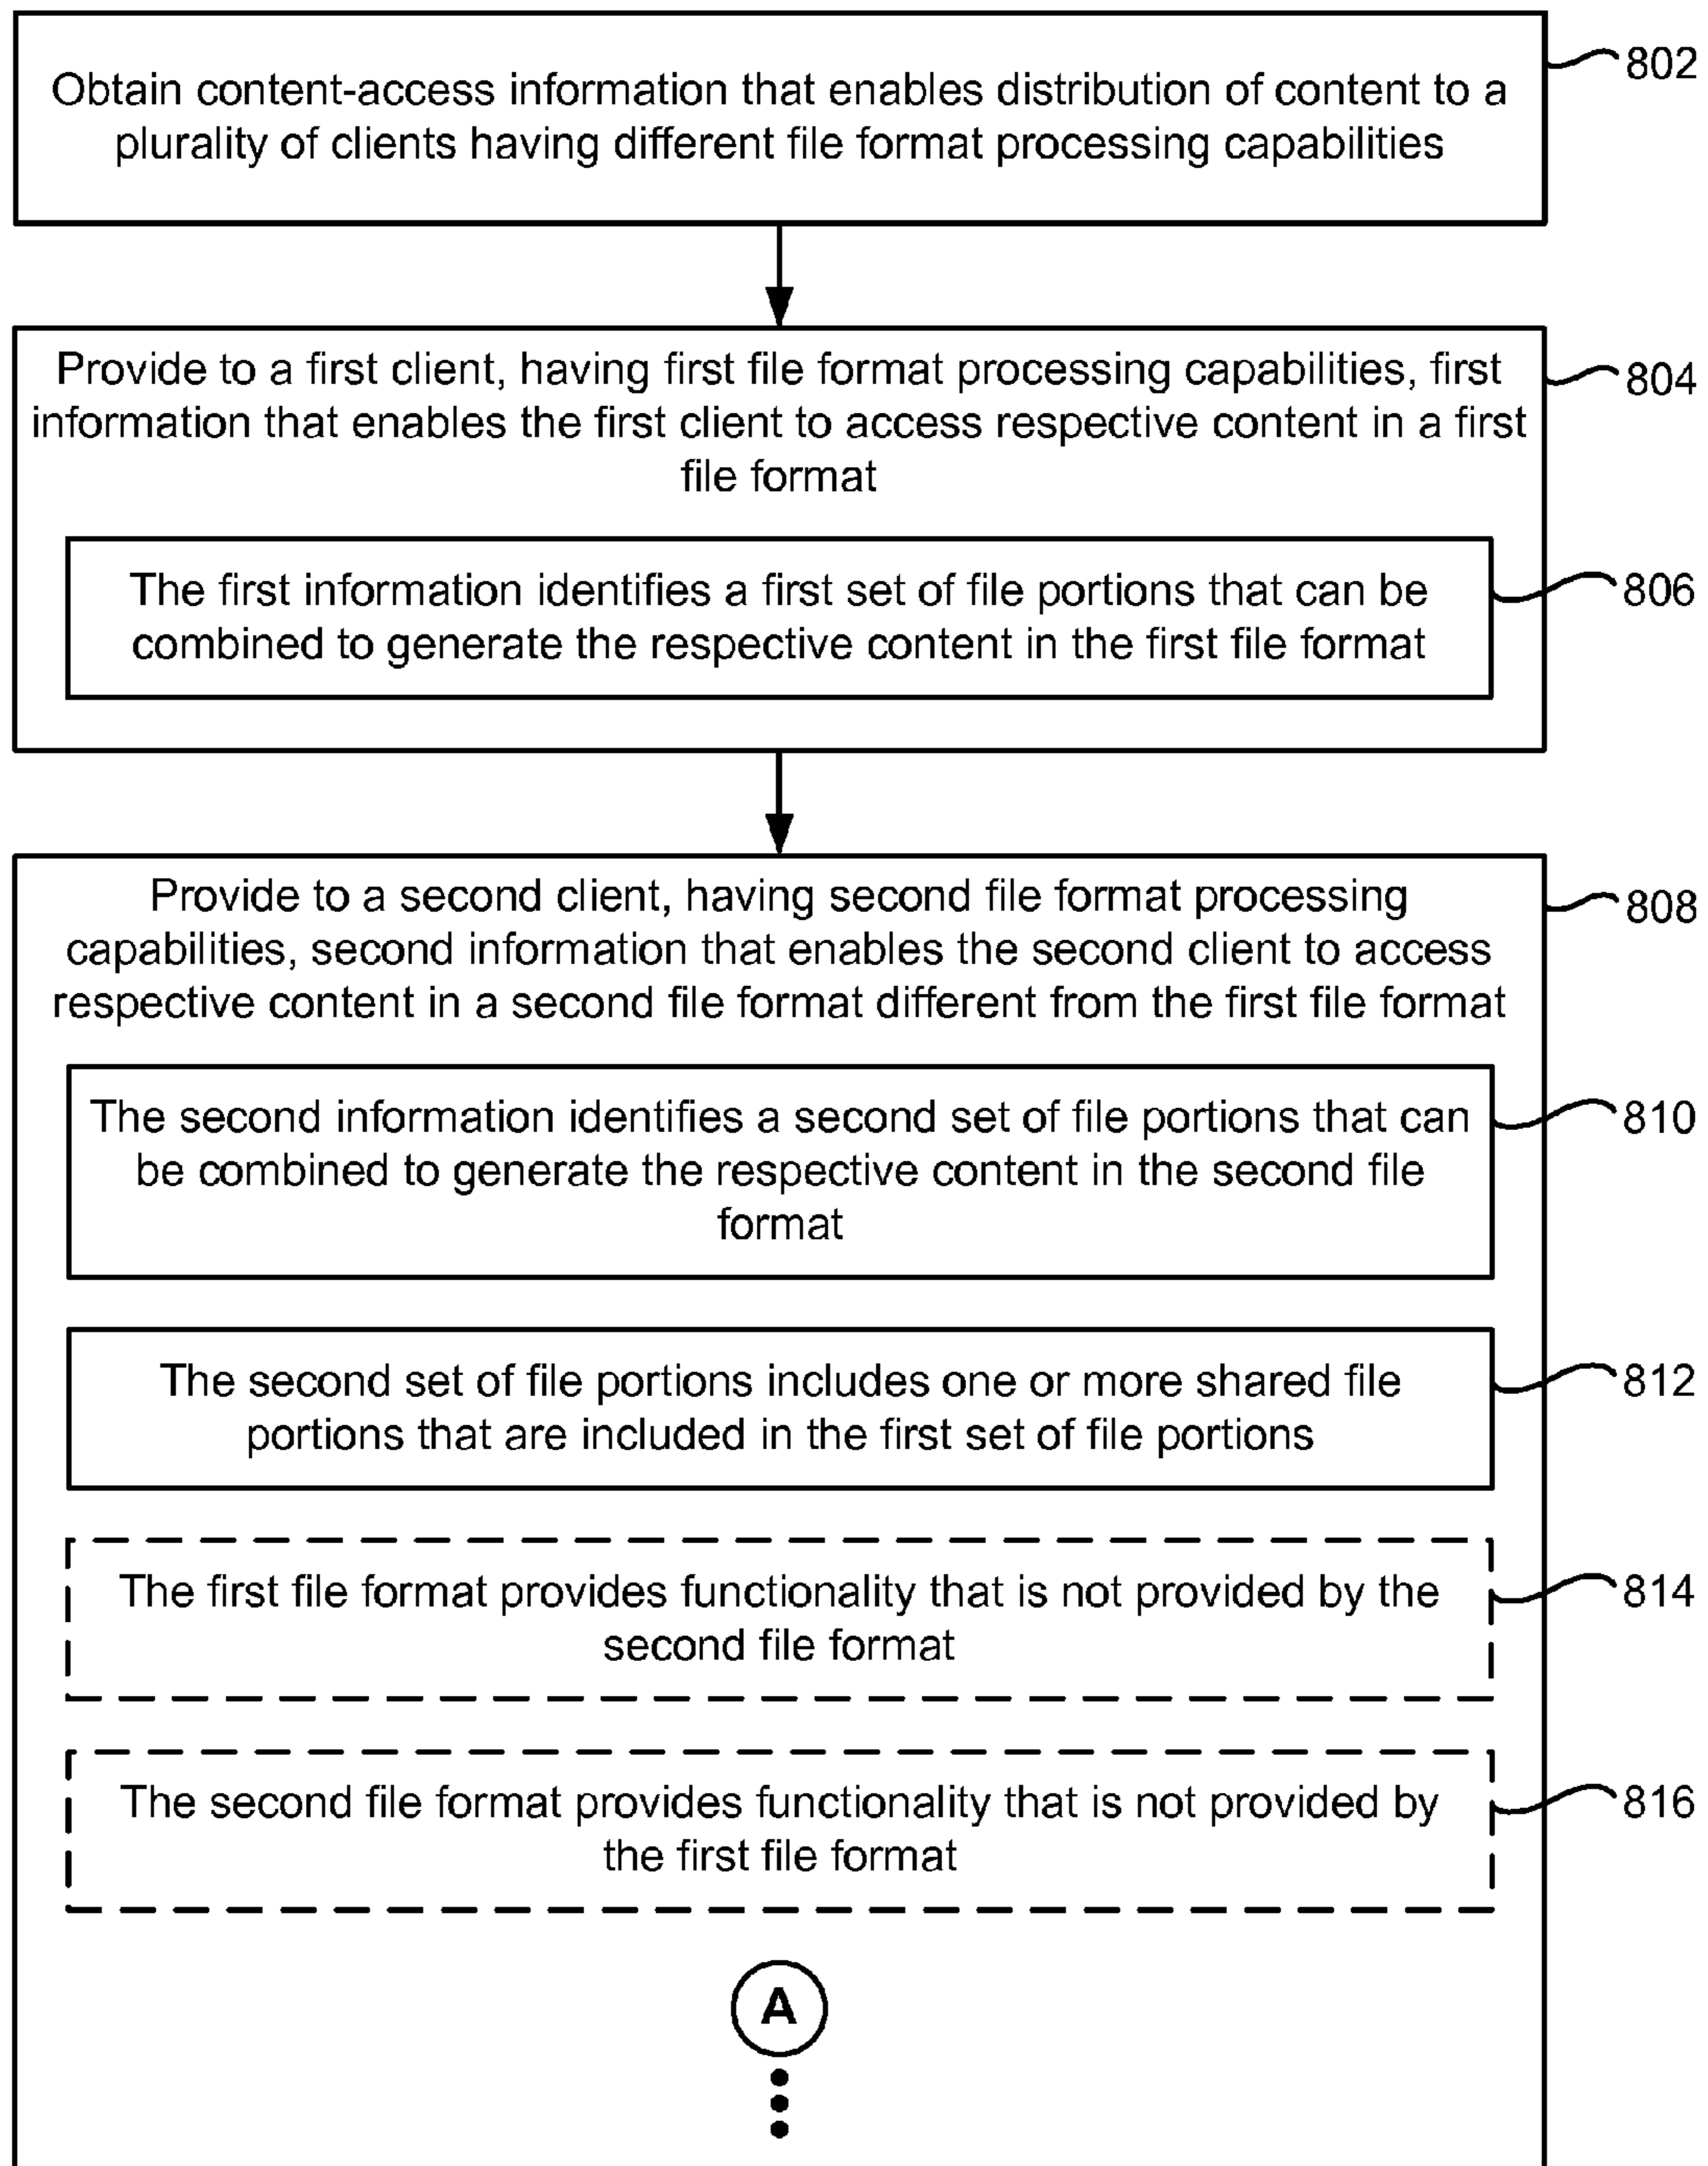 Obtain content-access information that enables distribution of content to a
plurality of clients having different file format processing capabilities
802
Provide to a first client, having first file format processing capabilities, first
information that enables the first client to access respective content in a first
file format
804
The first information identifies a first set of file portions that can be
combined to generate the respective content in the first file format
806
Provide to a second client, having second file format processing
capabilities, second information that enables the second client to access
respective content in a second file format different from the first file format
808
The second information identifies a second set of file portions that can
be combined to generate the respective content in the second file
format
810
The second set of file portions includes one or more shared file
portions that are included in the first set of file portions
812
The first file format provides functionality that is not provided by the
second file format
814
The second file format provides functionality that is not provided by
the first file format
816
A